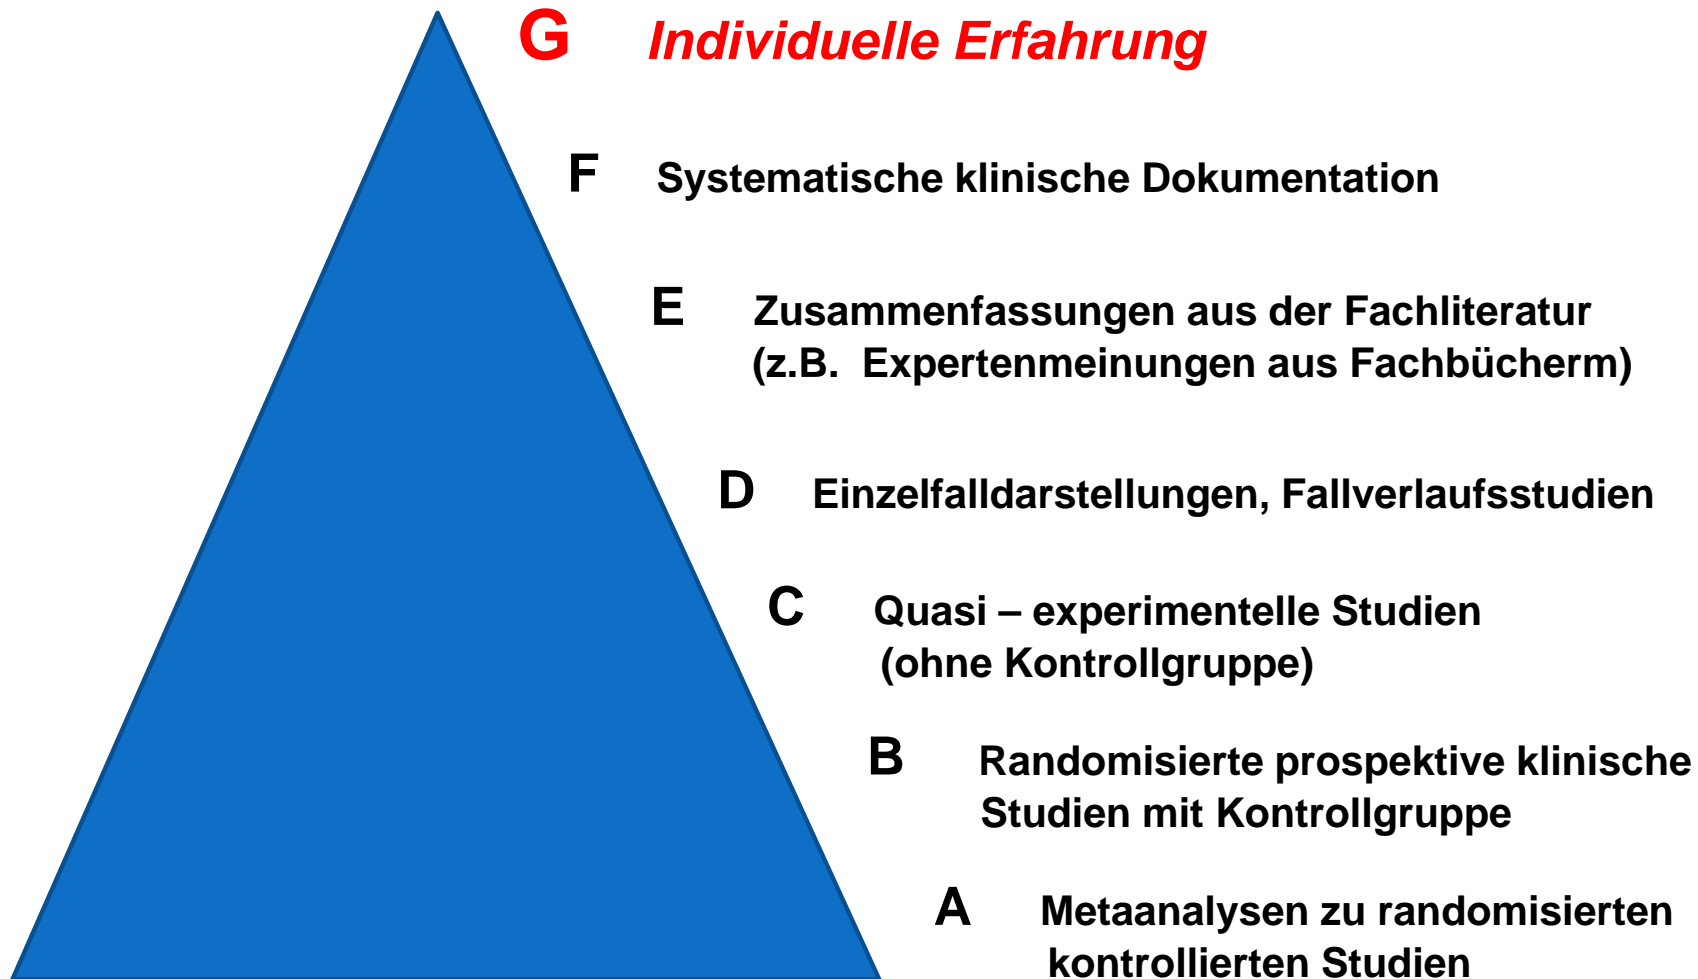 G Individuelle Erfahrung
F Systematische klinische Dokumentation
E Zusammenfassungen aus der Fachliteratur
(z.B. Expertenmeinungen aus Fachbücherm)
D Einzelfalldarstellungen, Fallverlaufsstudien
C Quasi – experimentelle Studien
(ohne Kontrollgruppe)
B Randomisierte prospektive klinische
Studien mit Kontrollgruppe
A Metaanalysen zu randomisierten
kontrollierten Studien